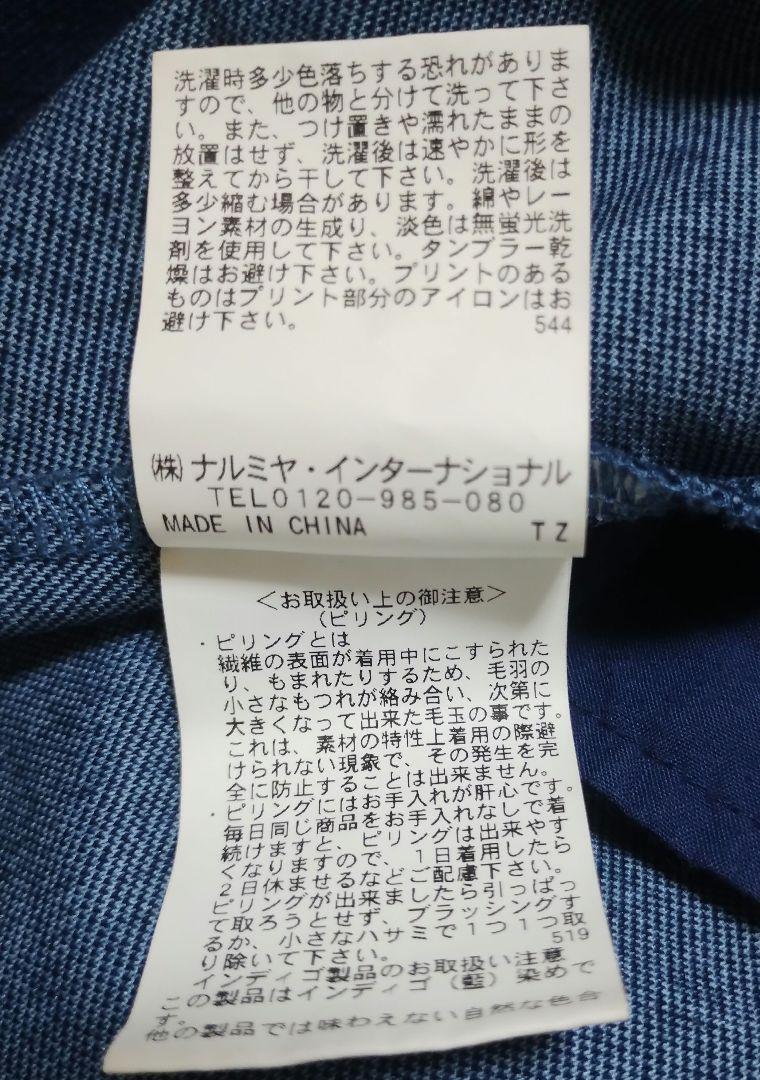 洗濯時多少色落ちする恐れがありま
すので、他の物と分けて洗って下さ
い。また、つけ置きや濡れたままの
放置はせず、洗濯後は速やかに形を
整えてから干して下さい。洗濯後は
多少縮む場合があります。綿やレー
ヨン素材の生成り、淡色は無蛍光洗
剤を使用して下さい。タンブラー乾
燥はお避け下さい。プリントのある
ものはプリント部分のアイロンはお
避け下さい。 544
(株)ナルミヤ・インターナショナル
TEL0120-985-080
MADE IN CHINA TZ
＜お取扱い上の御注意＞
（ピリング）
・ピリングとは
繊維の表面が着用中にこすられた
り、もまれたりするため、毛羽の
小さなもつれが絡み合い、次第に
大きくなって出来た毛玉の事です。
これは、素材の特性上着用の際避
けられない現象で、その発生を完
全に防止することは出来ません。
・ピリングにはお手入れが肝心です。
毎日同じ商品をお手入れなしで着
続けますと、ピリングは出来やす
くなりますので、1日着用したら
2日休ませるなどご配慮下さい。
ピリングが出来ましたら引っぱっ
て取ろうとせず、ブラッシングす
るか、小さなハサミで1つ1つ取
り除いて下さい。 519
インディゴ製品のお取扱い注意
この製品はインディゴ（藍）染めで
す。
他の製品では味わえない自然な色合